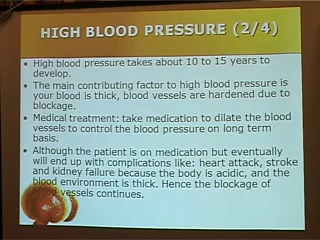 HIGH BLOOD PRESSURE (2/4)
• High blood pressure takes about 10 to 15 years to
develop.
• The main contributing factor to high blood pressure is
your blood is thick, blood vessels are hardened due to
blockage.
• Medical treatment: take medication to dilate the blood
vessels to control the blood pressure on long term
basis.
• Although the patient is on medication but eventually
will end up with complications like: heart attack, stroke
and kidney failure because the body is acidic, and the
blood environment is thick. Hence the blockage of
blood vessels continues.